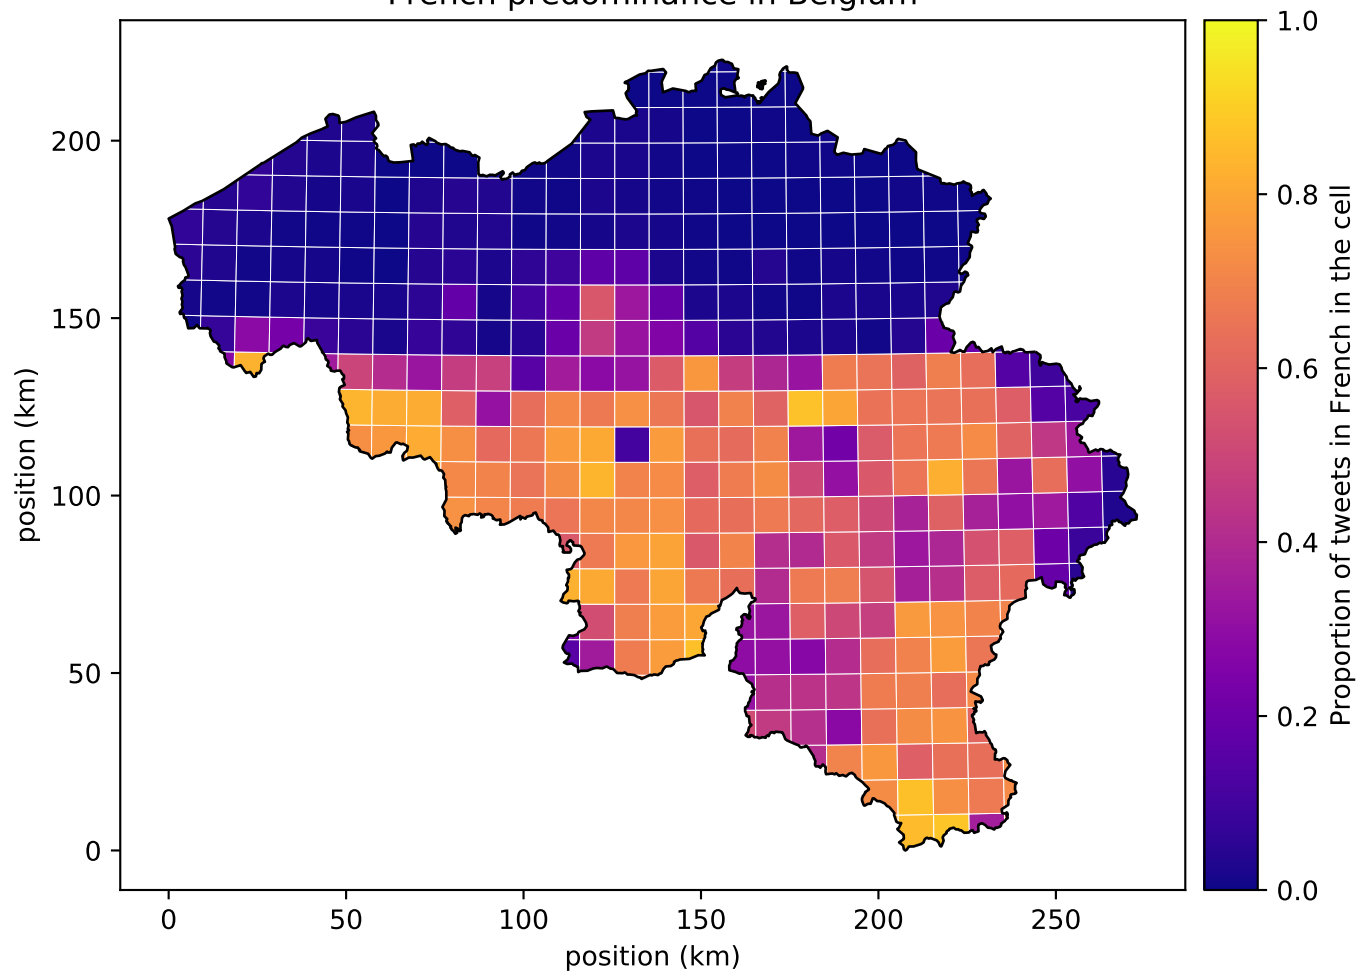 French predominance in Belgium
200
150
100
50
0
position (km)
0 50 100 150 200 250
position (km)
1.0
0.8
0.6
0.4
0.2
0.0
Proportion of tweets in French in the cell